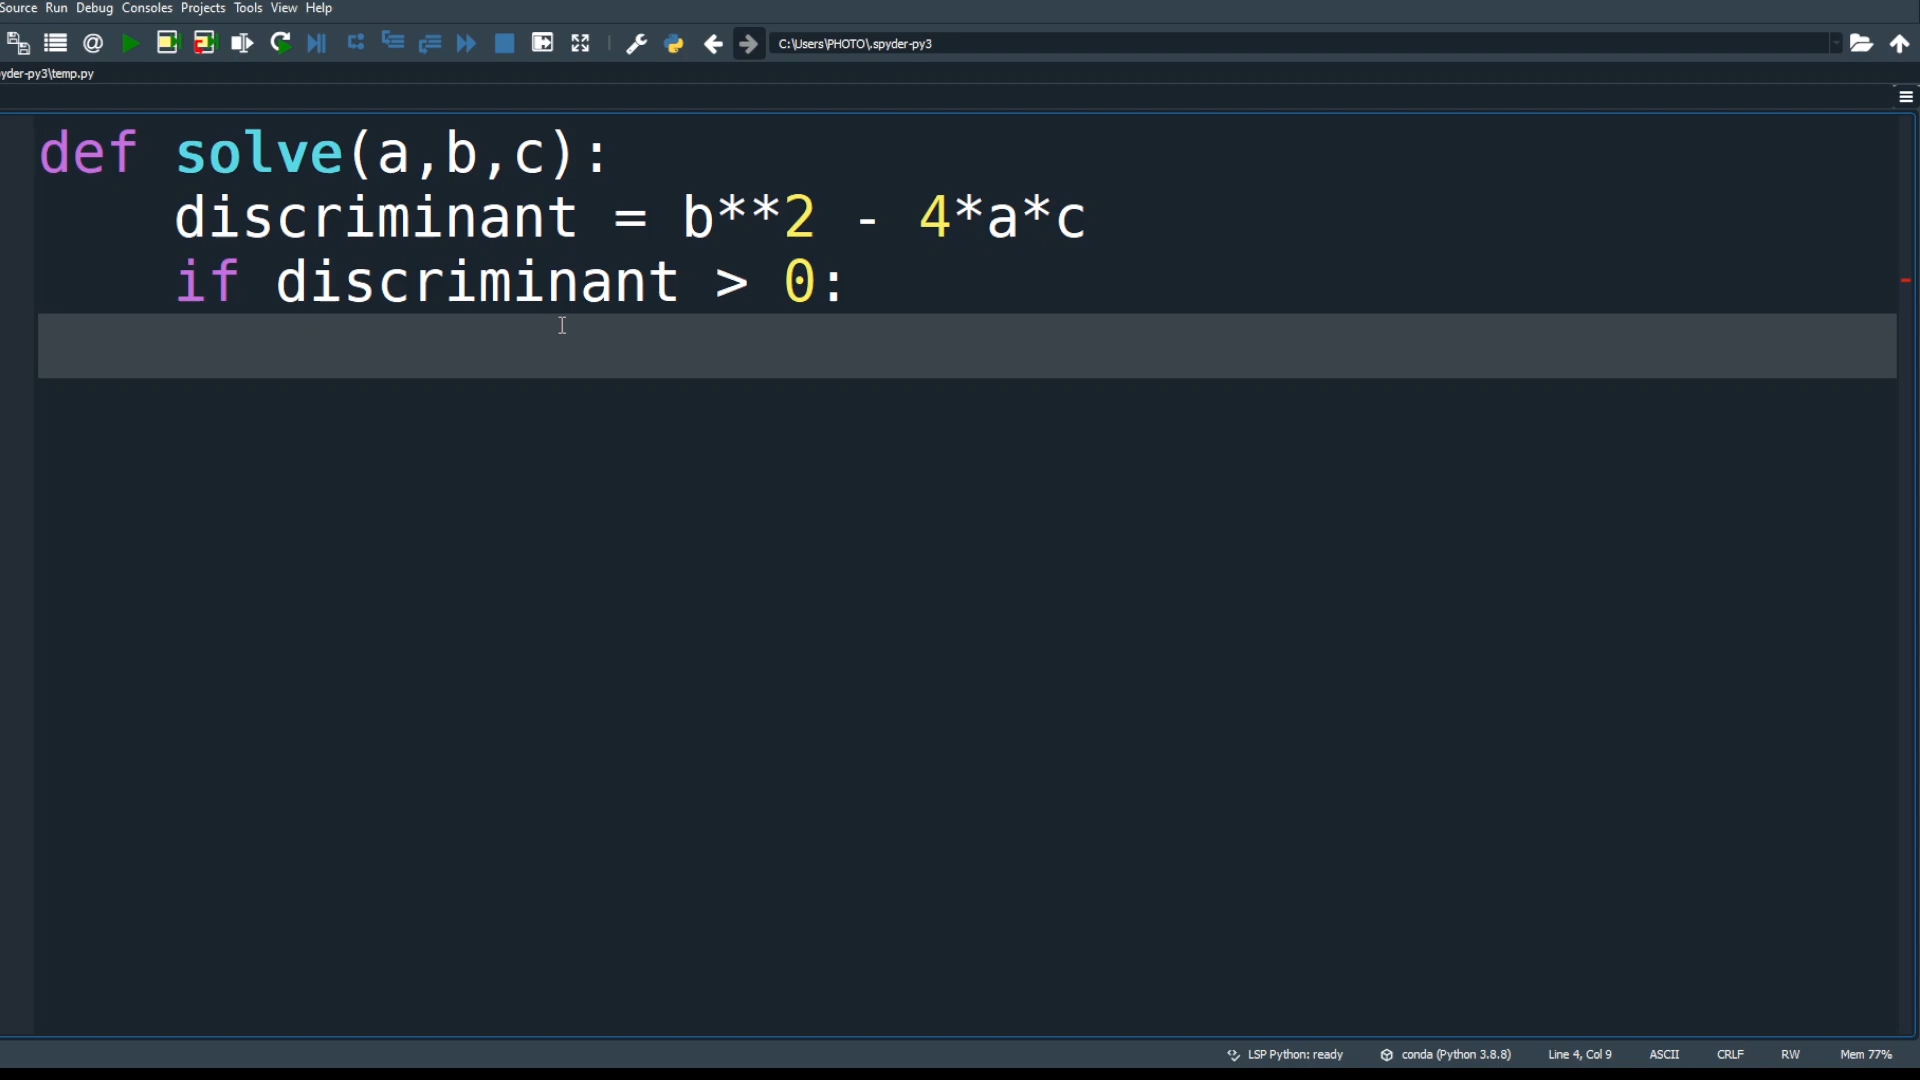 Source Run Debug Consoles Projects Tools View Help
C:\Users\PHOTO\.spyder-py3
yder-py3\temp.py
def solve(a,b,c):
    discriminant = b**2 - 4*a*c
    if discriminant > 0:
LSP Python: ready conda (Python 3.8.8) Line 4, Col 9 ASCII CRLF RW Mem 77%